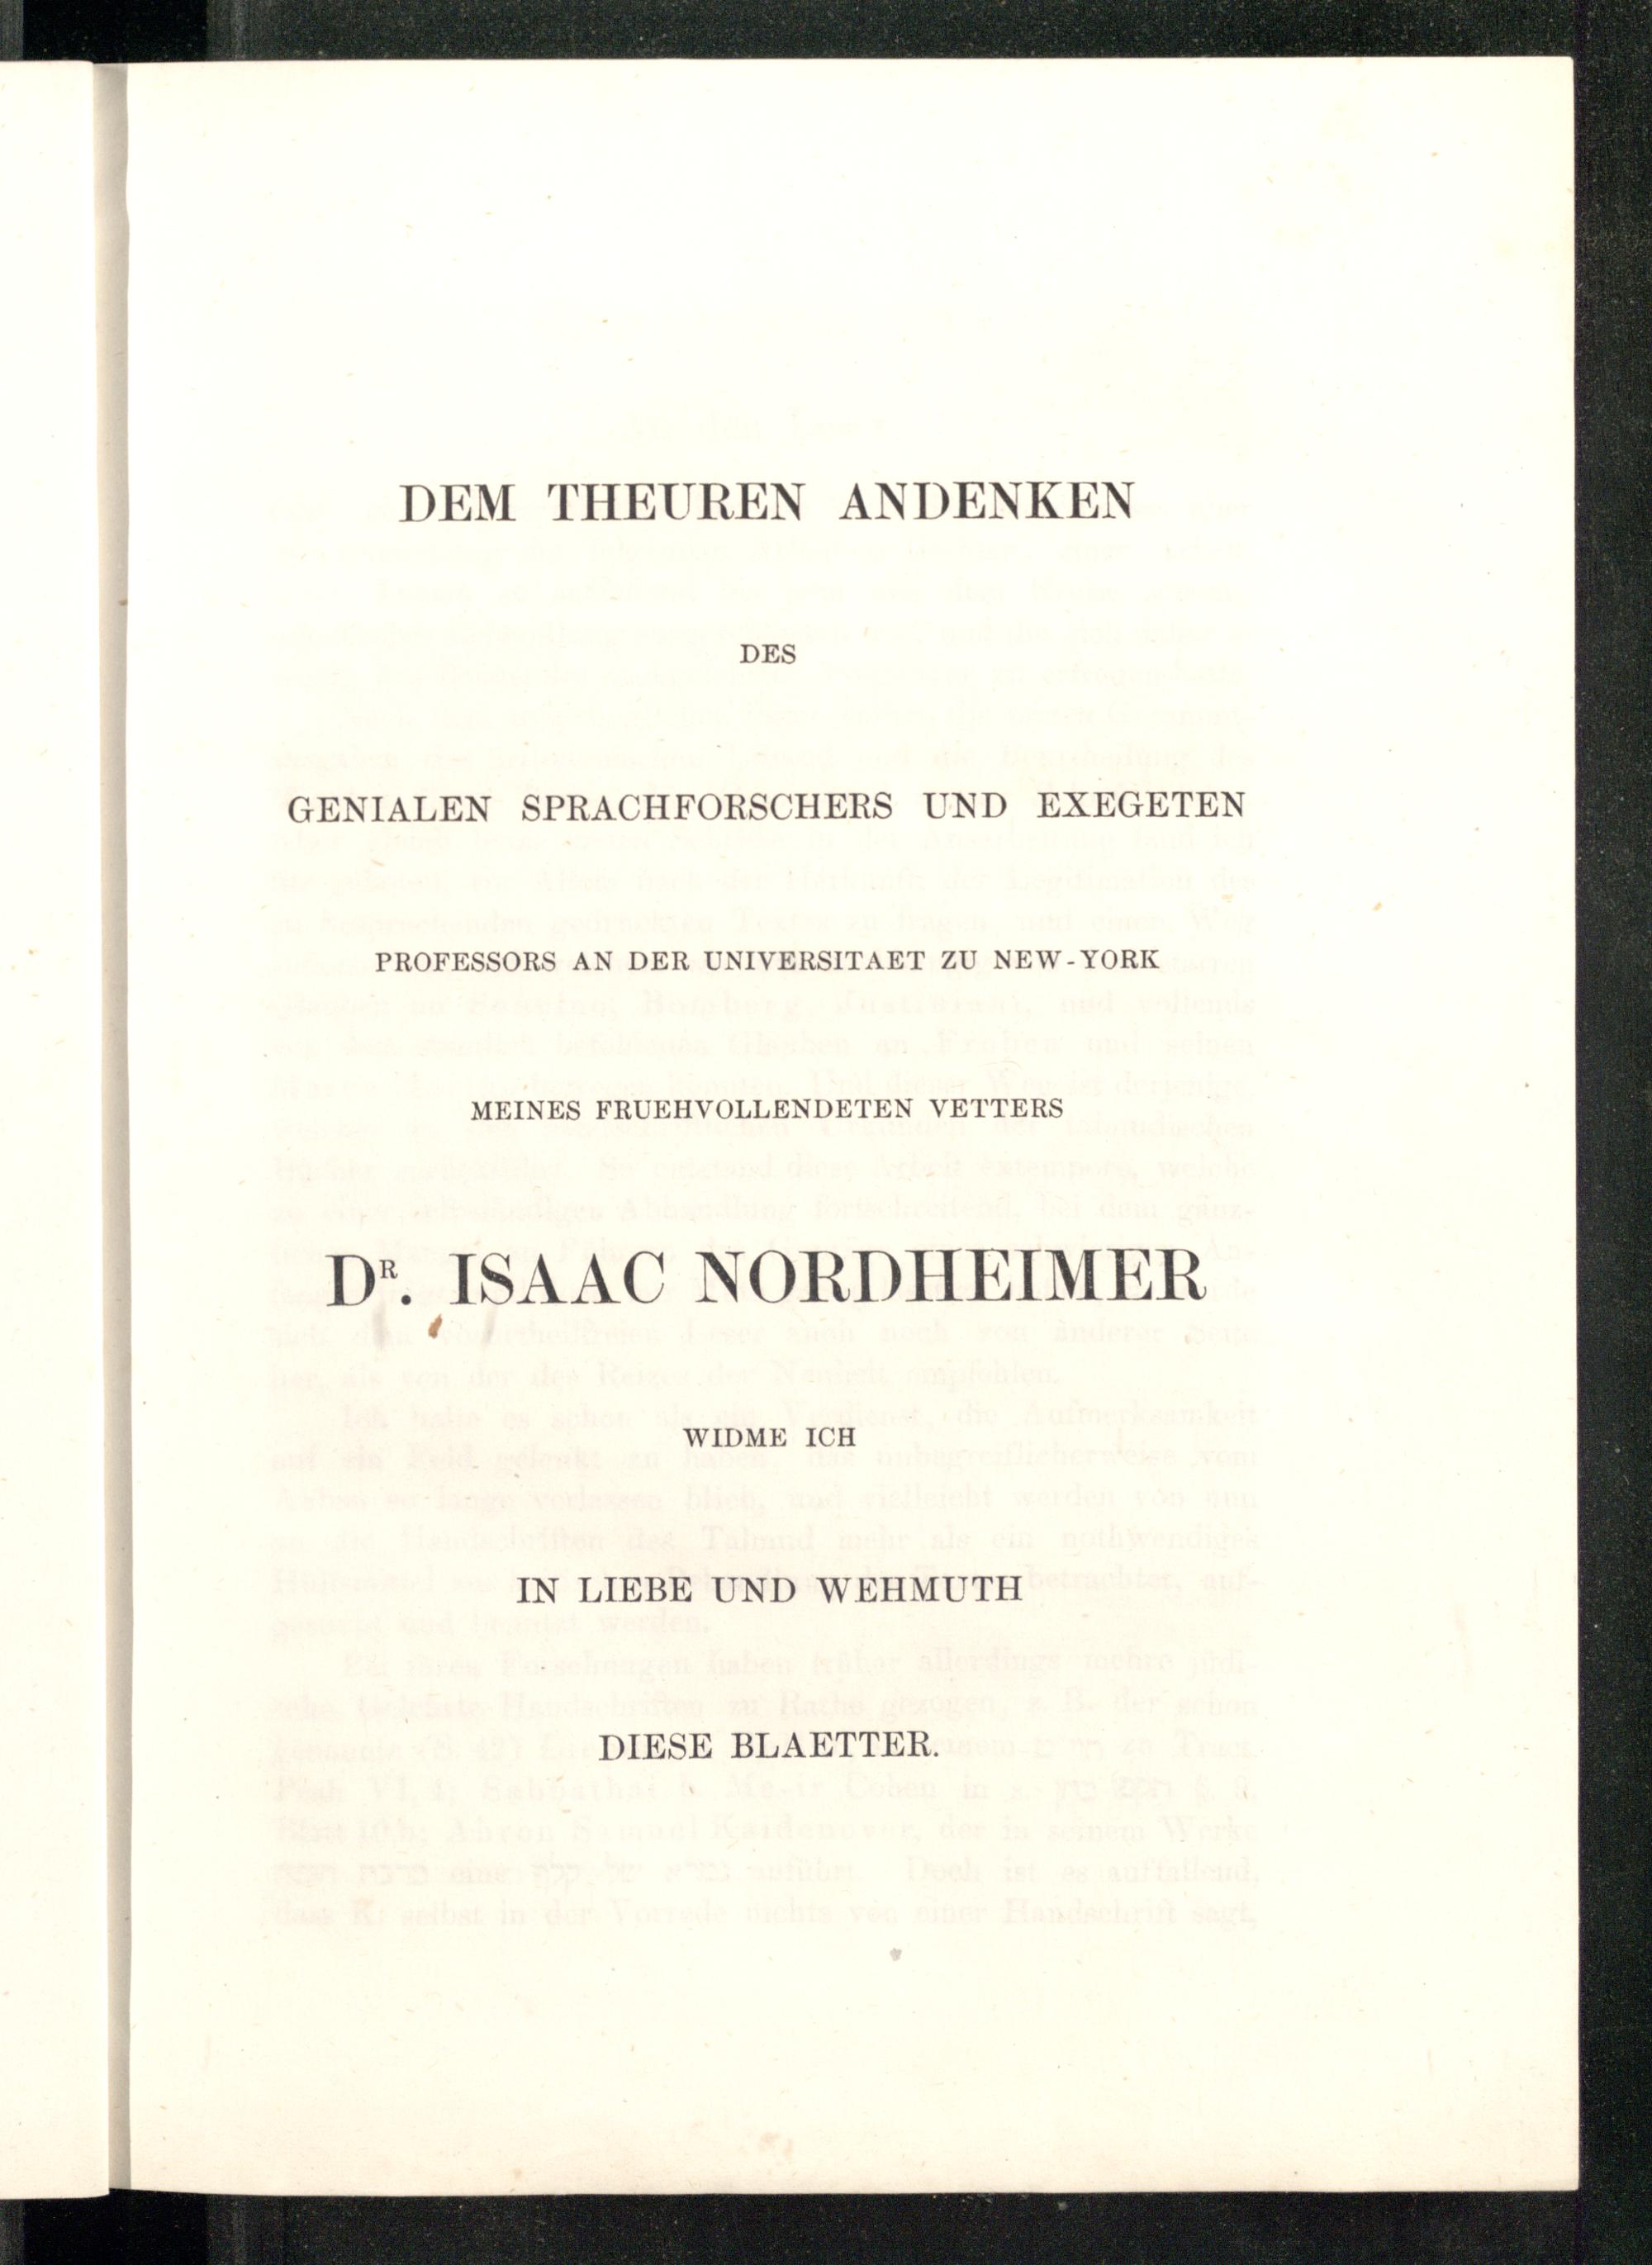 DEM THEUREN ANDENKEN
DES
GENIALEN SPRACHFORSCHERS UND EXEGETEN
PROFESSORS AN DER UNIVERSITAET ZU NEW-YORK
MEINES FRUEHVOLLENDETEN VETTERS
DR. ISAAC NORDHEIMER
WIDME ICH
IN LIEBE UND WEHMUTH
DIESE BLAETTER.